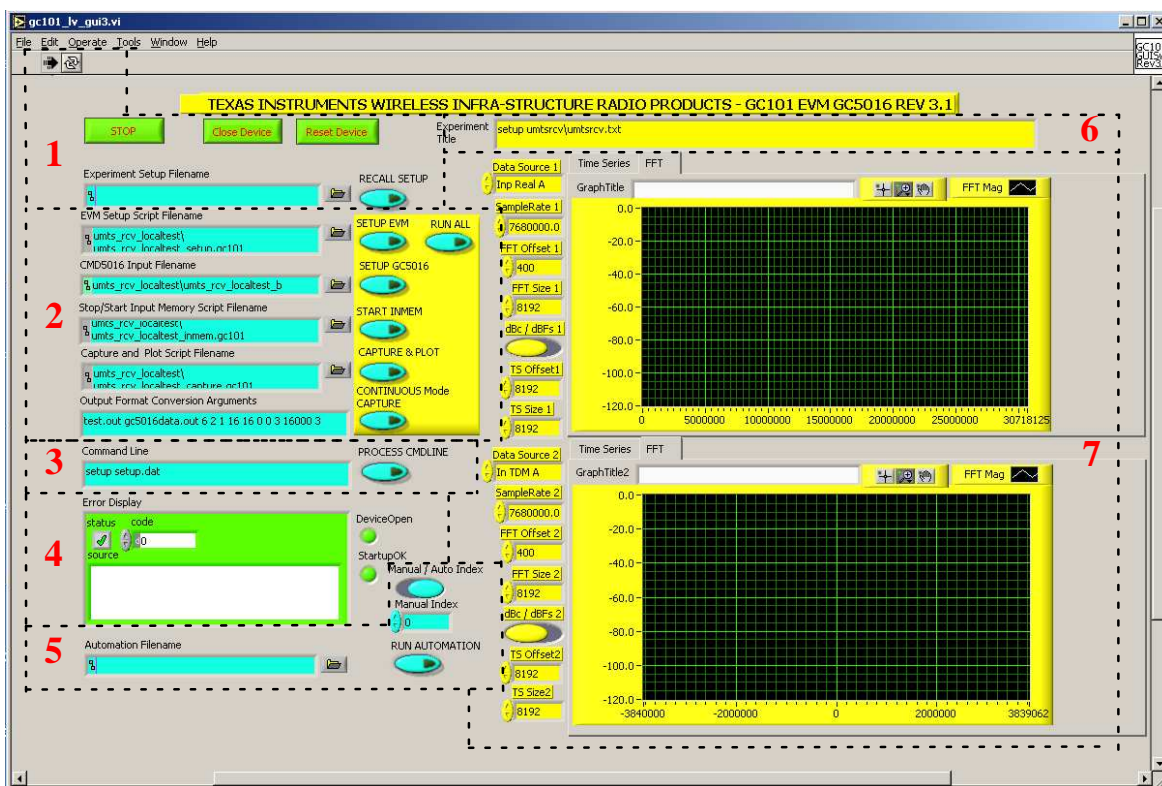 gc101_lv_gui3.vi
File Edit Operate Tools Window Help
GC10
GUISW
Rev3
TEXAS INSTRUMENTS WIRELESS INFRA-STRUCTURE RADIO PRODUCTS - GC101 EVM GC5016 REV 3.1
STOP
Close Device
Reset Device
Experiment
Title
setup umtsrcv\umtsrcv.txt
6
1
Experiment Setup Filename
RECALL SETUP
2
EVM Setup Script Filename
umts_rcv_localtest\
umts_rcv_localtest_setup.gc101
SETUP EVM
RUN ALL
CMD5016 Input Filename
umts_rcv_localtest\umts_rcv_localtest_b
SETUP GC5016
Stop/Start Input Memory Script Filename
umts_rcv_localtest\
umts_rcv_localtest_inmem.gc101
START INMEM
Capture and Plot Script Filename
umts_rcv_localtest\
umts_rcv_localtest_capture.gc101
CAPTURE & PLOT
Output Format Conversion Arguments
test.out gc5016data.out 6 2 1 16 16 0 0 3 16000 3
CONTINUOUS Mode
CAPTURE
3
Command Line
setup setup.dat
PROCESS CMDLINE
4
Error Display
status
code
0
source
DeviceOpen
StartupOK
Manual / Auto Index
Manual Index
0
5
Automation Filename
RUN AUTOMATION
Data Source 1
Inp Real A
SampleRate 1
7680000.0
FFT Offset 1
400
FFT Size 1
8192
dBc / dBFs 1
TS Offset1
8192
TS Size 1
8192
Time Series
FFT
GraphTitle
FFT Mag
0.0
-20.0
-40.0
-60.0
-80.0
-100.0
-120.0
0
5000000
10000000
15000000
20000000
25000000
30718125
7
Data Source 2
In TDM A
SampleRate 2
7680000.0
FFT Offset 2
400
FFT Size 2
8192
dBc / dBFs 2
TS Offset2
8192
TS Size2
8192
Time Series
FFT
GraphTitle2
FFT Mag
0.0
-20.0
-40.0
-60.0
-80.0
-100.0
-120.0
-3840000
-2000000
0
2000000
3839062